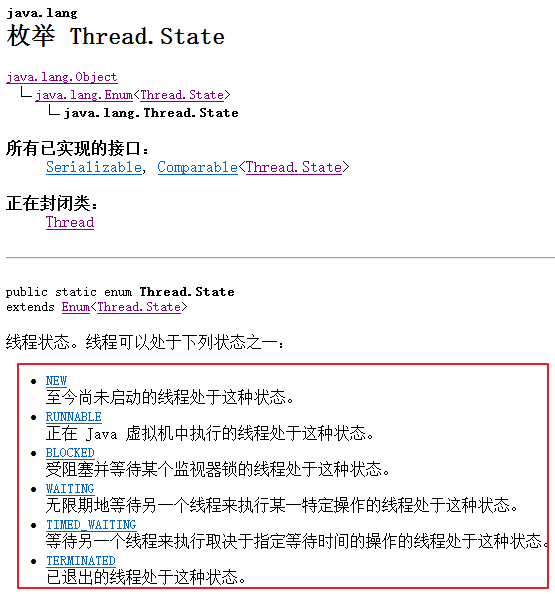 java.lang
枚举 Thread.State
java.lang.Object
java.lang.Enum<Thread.State>
java.lang.Thread.State
所有已实现的接口：
Serializable, Comparable<Thread.State>
正在封闭类：
Thread
public static enum Thread.State
extends Enum<Thread.State>
线程状态。线程可以处于下列状态之一：
NEW
至今尚未启动的线程处于这种状态。
RUNNABLE
正在 Java 虚拟机中执行的线程处于这种状态。
BLOCKED
受阻塞并等待某个监视器锁的线程处于这种状态。
WAITING
无限期地等待另一个线程来执行某一特定操作的线程处于这种状态。
TIMED_WAITING
等待另一个线程来执行取决于指定等待时间的操作的线程处于这种状态。
TERMINATED
已退出的线程处于这种状态。